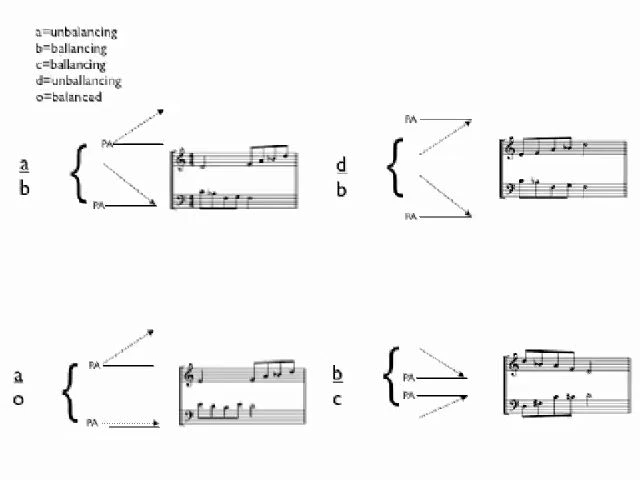 a=unbalancing
b=ballancing
c=ballancing
d=unballancing
o=balanced
a
b
PA
PA
d
b
PA
PA
a
o
PA
PA
b
c
PA
PA